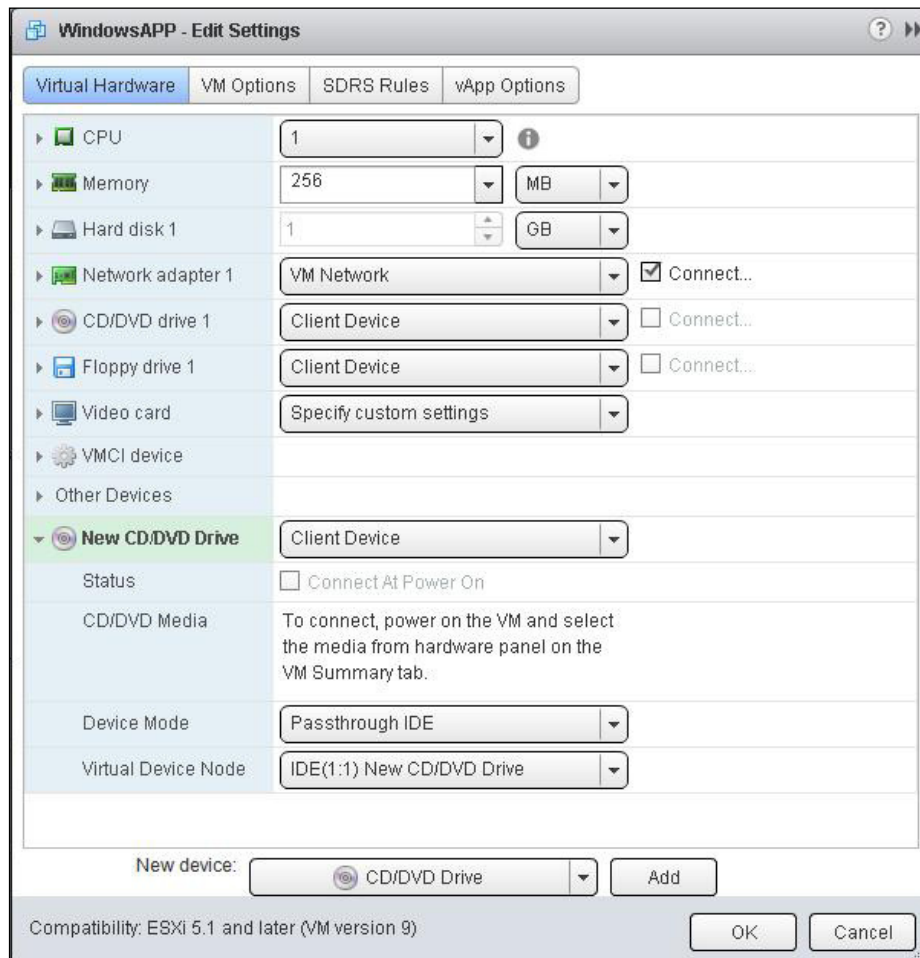 WindowsAPP - Edit Settings
?
Virtual Hardware VM Options SDRS Rules vApp Options
CPU 1
Memory 256 MB
Hard disk 1 1 GB
Network adapter 1 VM Network Connect...
CD/DVD drive 1 Client Device Connect...
Floppy drive 1 Client Device Connect...
Video card Specify custom settings
VMCI device
Other Devices
New CD/DVD Drive Client Device
Status Connect At Power On
CD/DVD Media To connect, power on the VM and select
the media from hardware panel on the
VM Summary tab.
Device Mode Passthrough IDE
Virtual Device Node IDE(1:1) New CD/DVD Drive
New device: CD/DVD Drive Add
Compatibility: ESXi 5.1 and later (VM version 9) OK Cancel